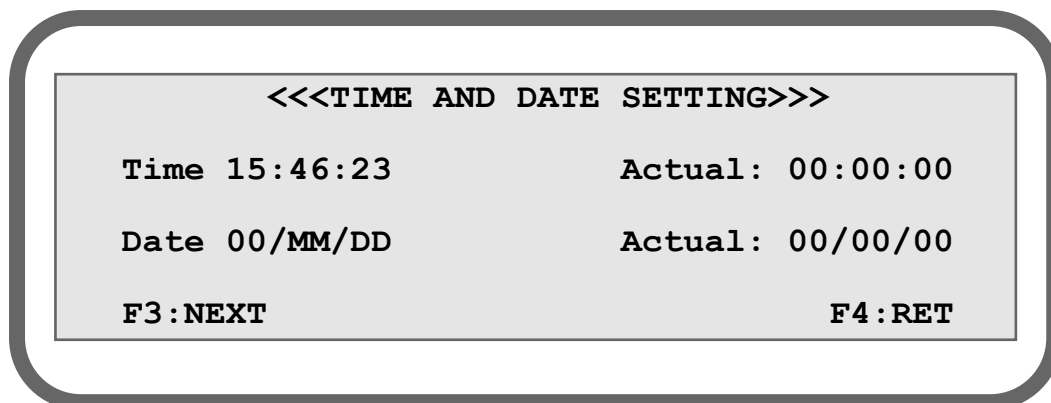 <<<TIME AND DATE SETTING>>>
Time 15:46:23 Actual: 00:00:00
Date 00/MM/DD Actual: 00/00/00
F3:NEXT F4:RET